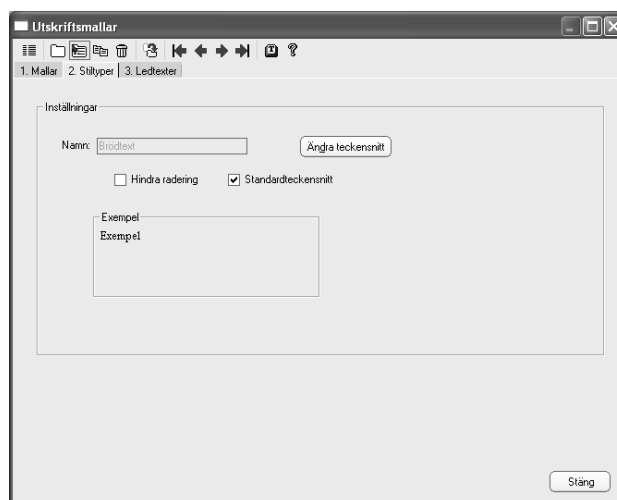 Utskriftsmallar
1. Mallar 2. Stiltyper 3. Ledtexter
Inställningar
Namn: Brödtext Ändra teckensnitt
Hindra radering Standardteckensnitt
Exempel
Exempel
Stäng